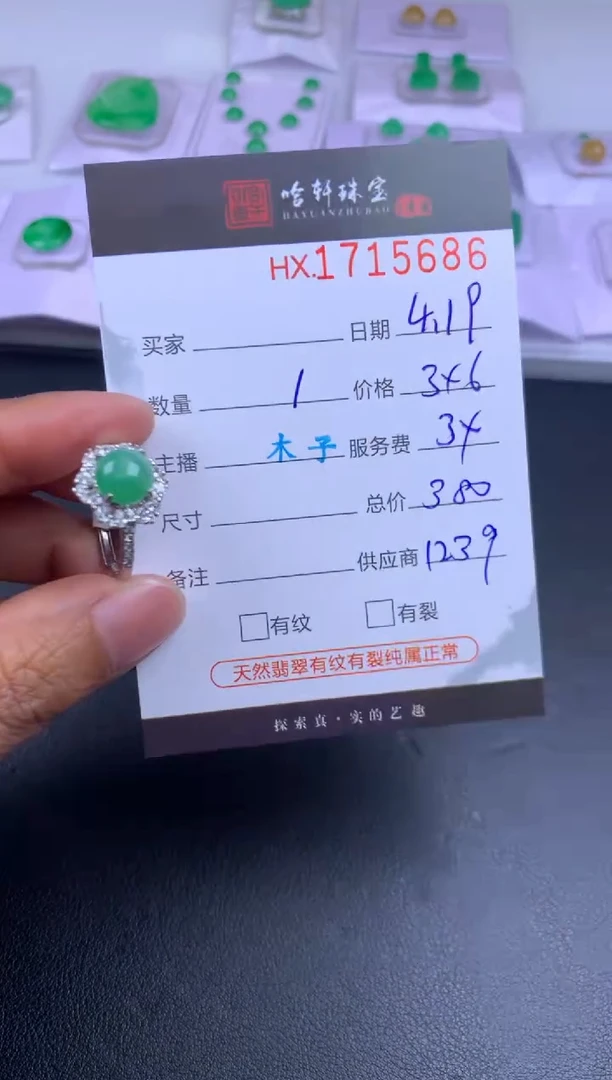 哈轩珠宝
HAXUANZHUBAO
HX.1715686
买家 日期 4.19
数量 1 价格 346
主播 木子 服务费 34
尺寸 总价 380
备注 供应商 1239
有纹 有裂
天然翡翠有纹有裂纯属正常
探索真·实的艺趣